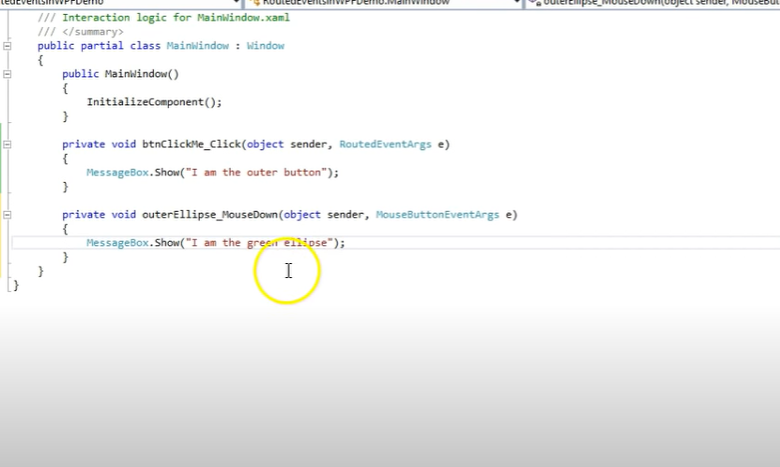 RoutedEventsInWPFDemo.MainWindow
outerEllipse_MouseDown(object sender, MouseBut
/// Interaction logic for MainWindow.xaml
/// </summary>
public partial class MainWindow : Window
{
public MainWindow()
{
InitializeComponent();
}
private void btnClickMe_Click(object sender, RoutedEventArgs e)
{
MessageBox.Show("I am the outer button");
}
private void outerEllipse_MouseDown(object sender, MouseButtonEventArgs e)
{
MessageBox.Show("I am the green ellipse");
}
}
}